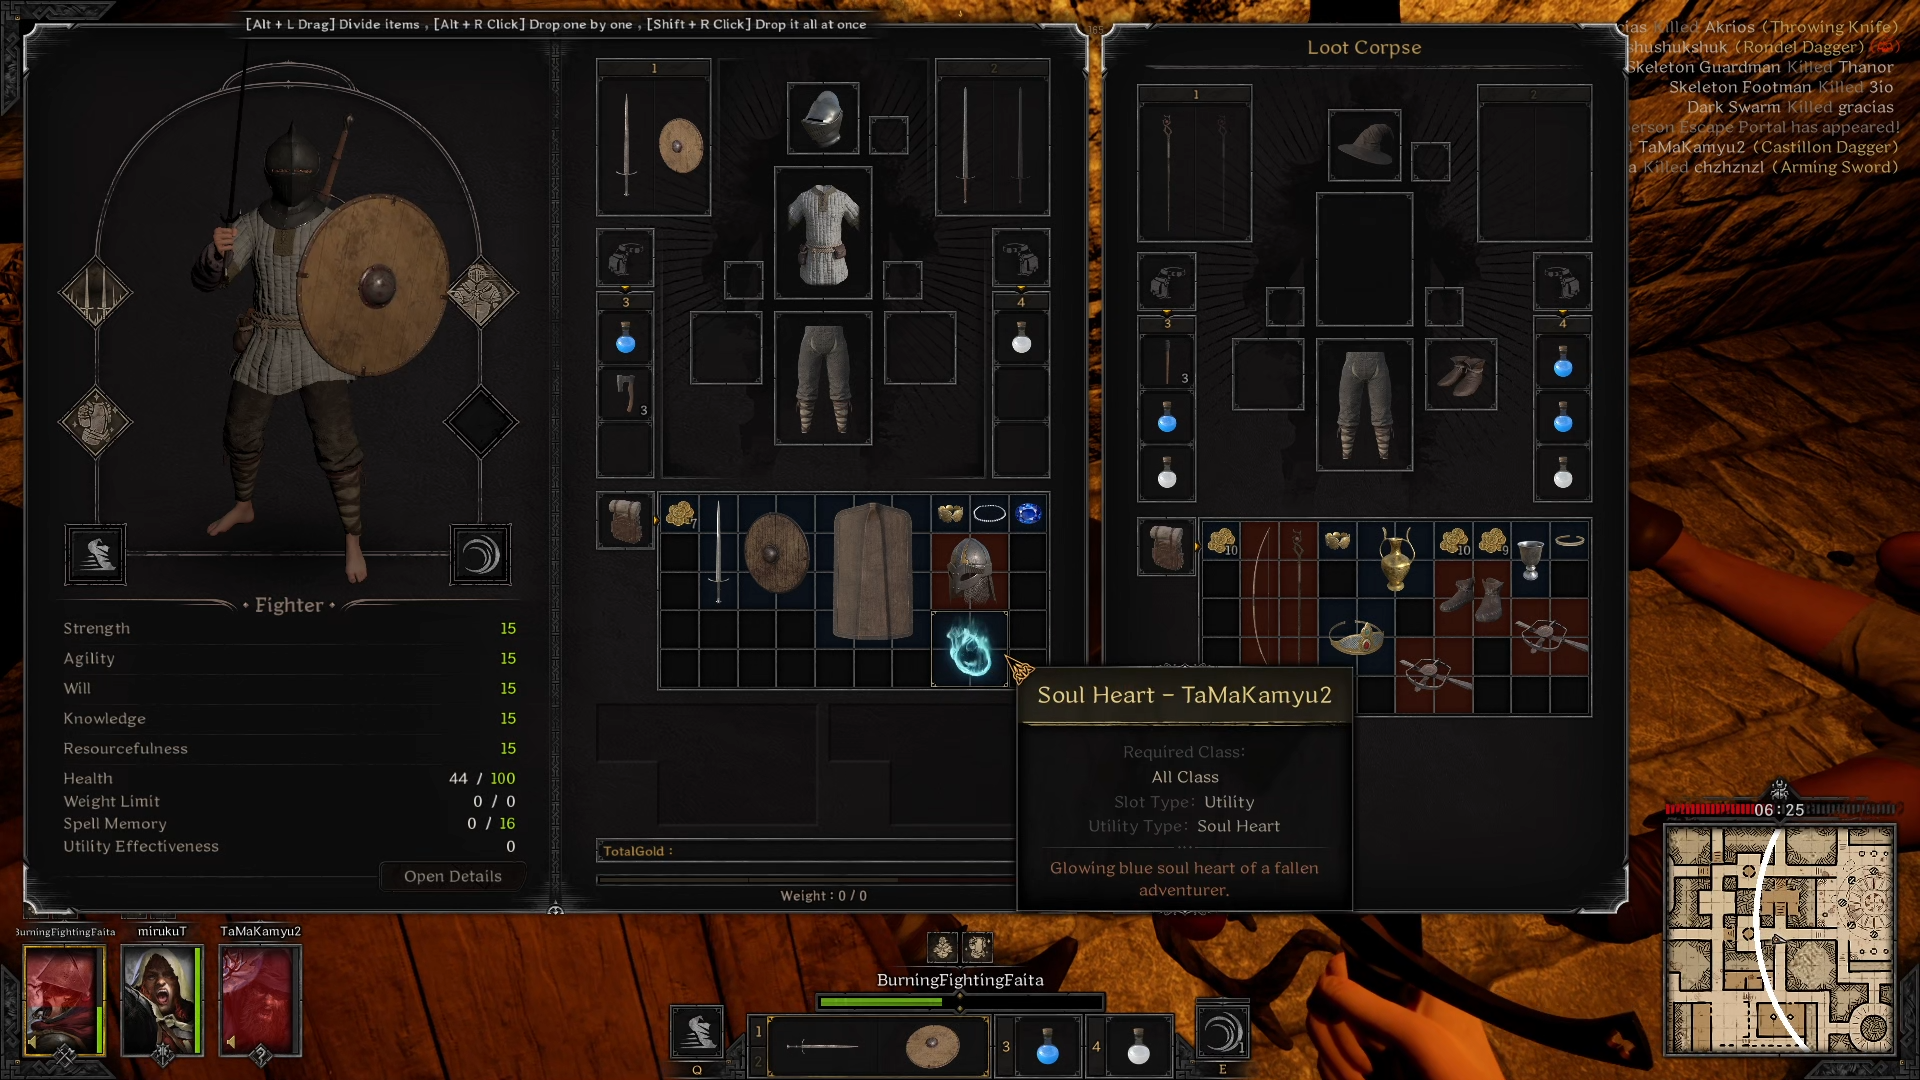 [Alt + L Drag] Divide items , [Alt + R Click] Drop one by one , [Shift + R Click] Drop it all at once
Killed Akrios (Throwing Knife)
shushukshuk (Rondel Dagger)
Skeleton Guardman Killed Thanor
Skeleton Footman Killed 3io
Dark Swarm Killed gracias
Escape Portal has appeared!
TaMaKamyu2 (Castillon Dagger)
Killed chzhznzl (Arming Sword)
Fighter
Strength 15
Agility 15
Will 15
Knowledge 15
Resourcefulness 15
Health 44 / 100
Weight Limit 0 / 0
Spell Memory 0 / 16
Utility Effectiveness 0
Open Details
1
2
3
4
3
7
TotalGold :
Weight : 0 / 0
Loot Corpse
1
2
3
4
3
10
10
9
Soul Heart - TaMaKamyu2
Required Class:
All Class
Slot Type: Utility
Utility Type: Soul Heart
Glowing blue soul heart of a fallen
adventurer.
06:25
BurningFightingFaita
mirukuT
TaMaKamyu2
BurningFightingFaita
1
2
3
4
1
Q
E